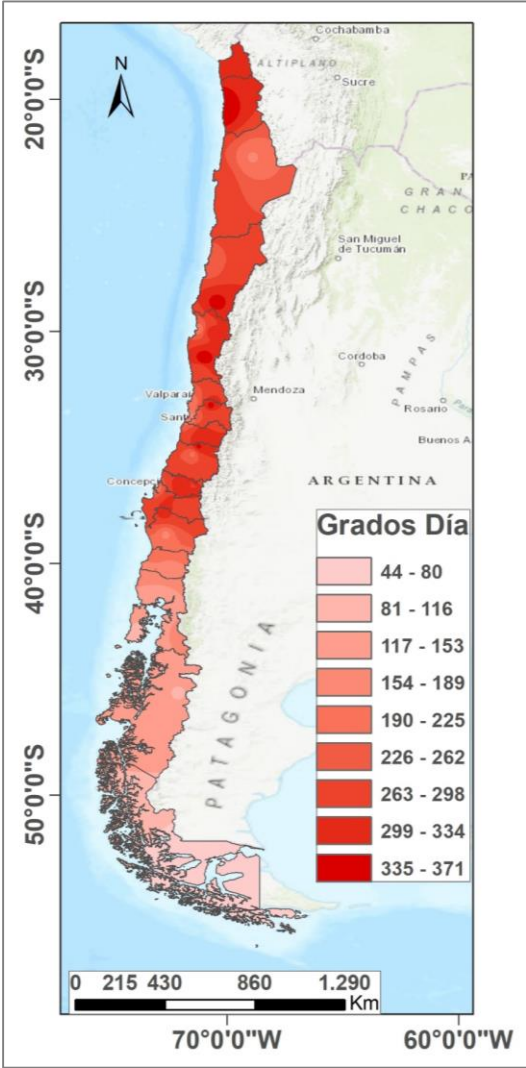 Cochabamba
N
ALTIPLANO
Sucre
20°0'0"S
GRAN
CHACO
San Miguel
de Tucumán
30°0'0"S
Cordoba
PAMPAS
Valparaí
Mendoza
Rosario
Sant
Buenos A
Concepc
ARGENTINA
Grados Día
44 - 80
40°0'0"S
81 - 116
117 - 153
154 - 189
190 - 225
226 - 262
263 - 298
299 - 334
335 - 371
PATAGONIA
50°0'0"S
0 215 430 860 1.290
Km
70°0'0"W 60°0'0"W